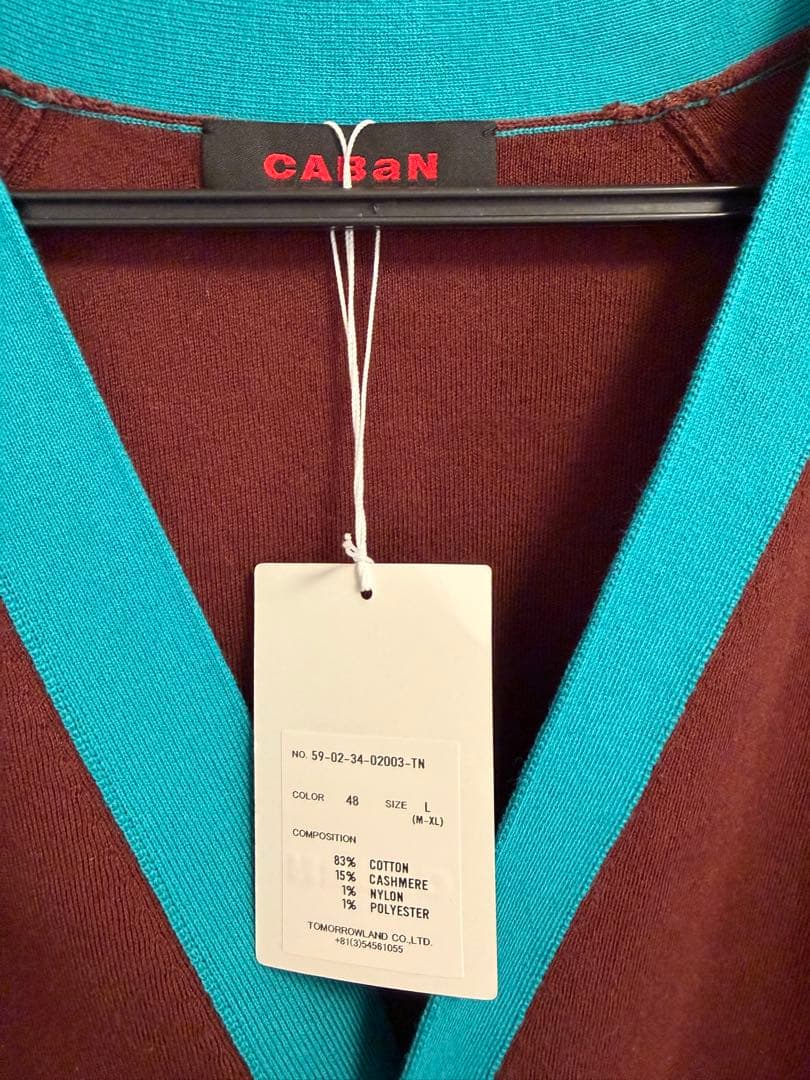 CABaN
NO. 59-02-34-02003-TN
COLOR 48 SIZE L
(M-XL)
COMPOSITION
83% COTTON
15% CASHMERE
1% NYLON
1% POLYESTER
TOMORROWLAND CO.,LTD.
+81(3)54561055